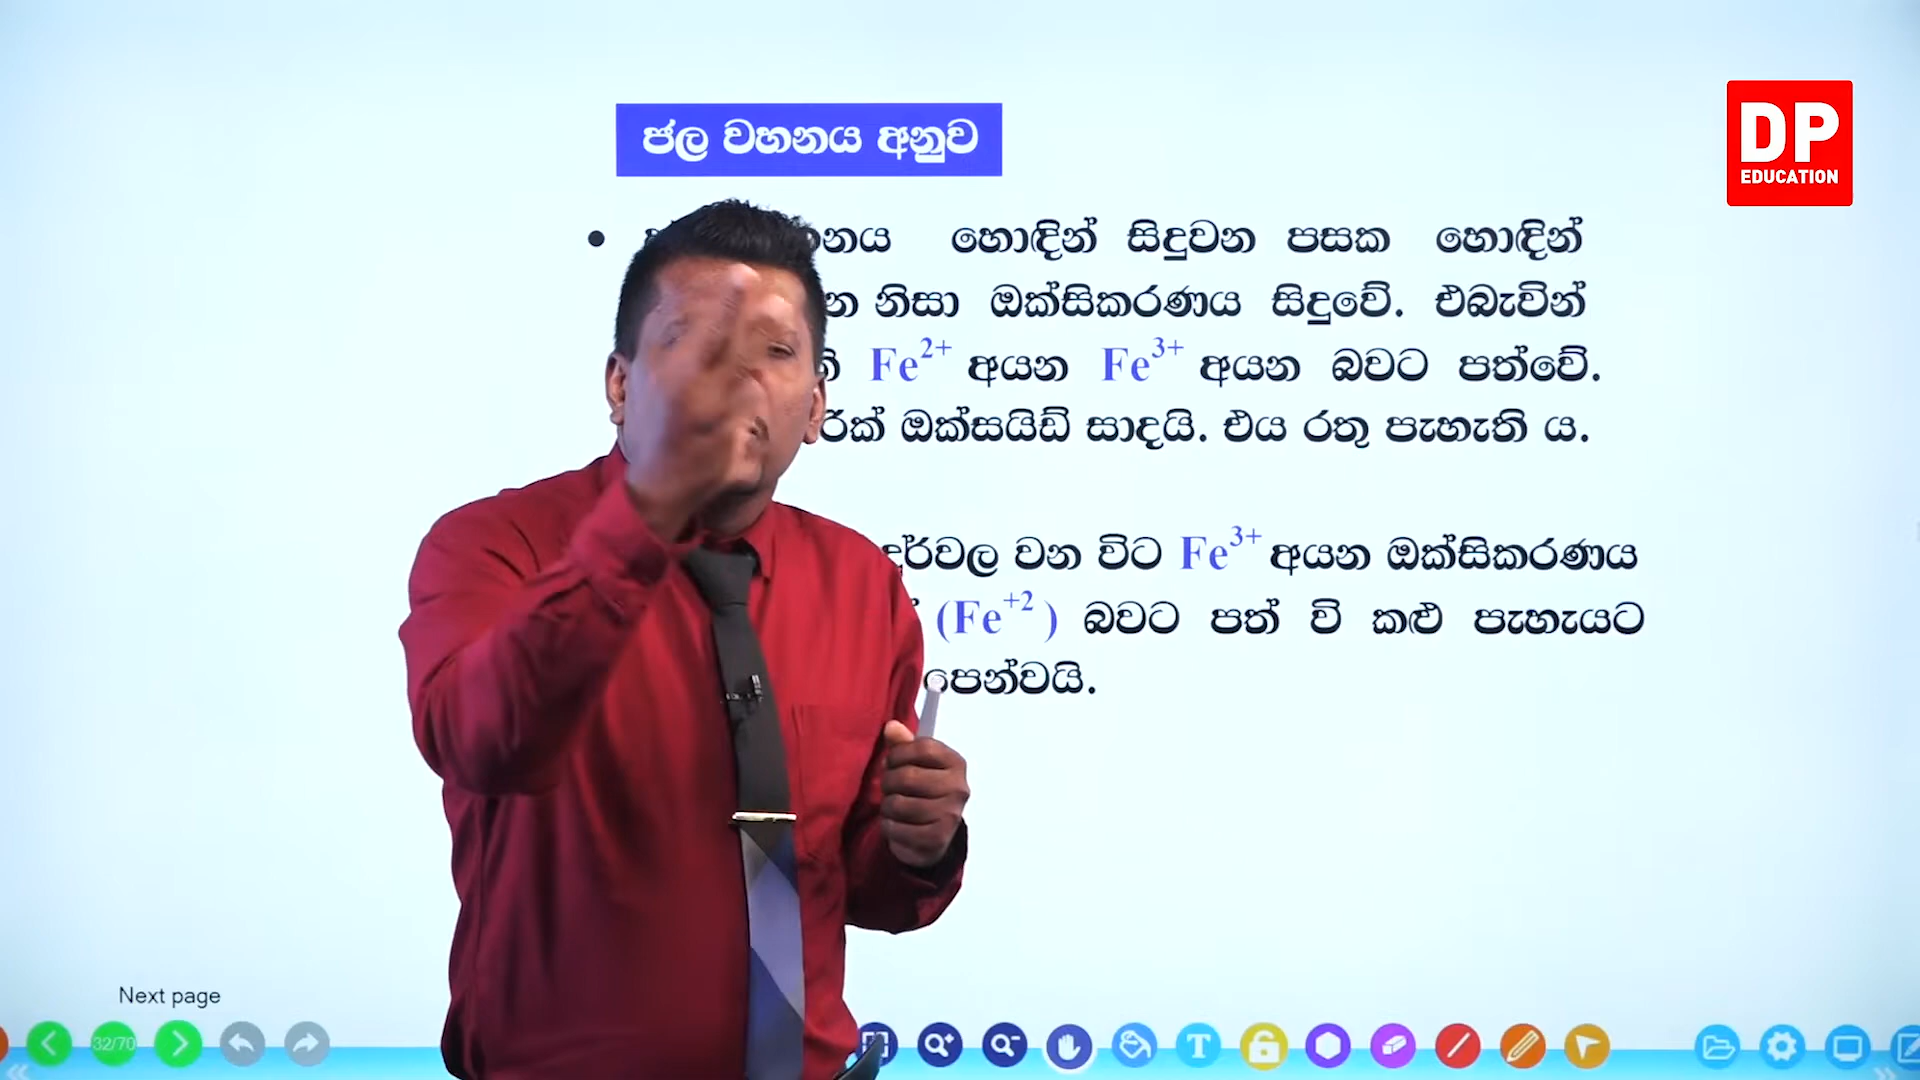 ජල වහනය අනුව
DP
EDUCATION
හොඳින් සිදුවන පසක හොඳින්
නිසා ඔක්සිකරණය සිදුවේ. එබැවින්
Fe2+ අයන Fe3+ අයන බවට පත්වේ.
ඔක්සයිඩ් සාදයි. එය රතු පැහැති ය.
දුර්වල වන විට Fe3+ අයන ඔක්සිකරණය
(Fe+2) බවට පත් වි කළු පැහැයට
පෙන්වයි.
Next page
32/70